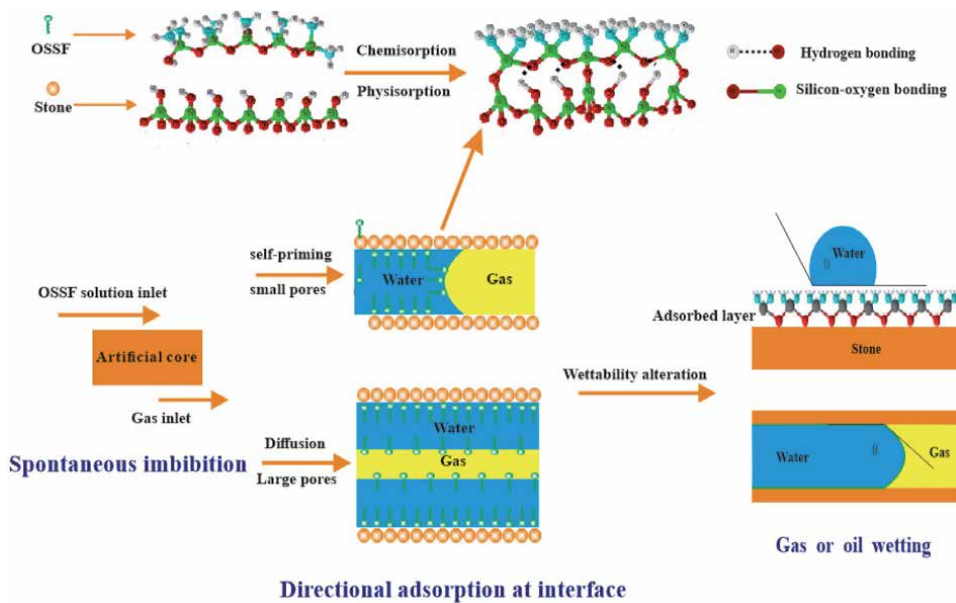 OSSF
Stone
Chemisorption
Physisorption
Hydrogen bonding
Silicon-oxygen bonding
self-priming
small pores
Water
Gas
OSSF solution inlet
Artificial core
Gas inlet
Spontaneous imbibition
Diffusion
Large pores
Water
Gas
Wettability alteration
Water
θ
Adsorbed layer
Stone
Water
θ
Gas
Gas or oil wetting
Directional adsorption at interface